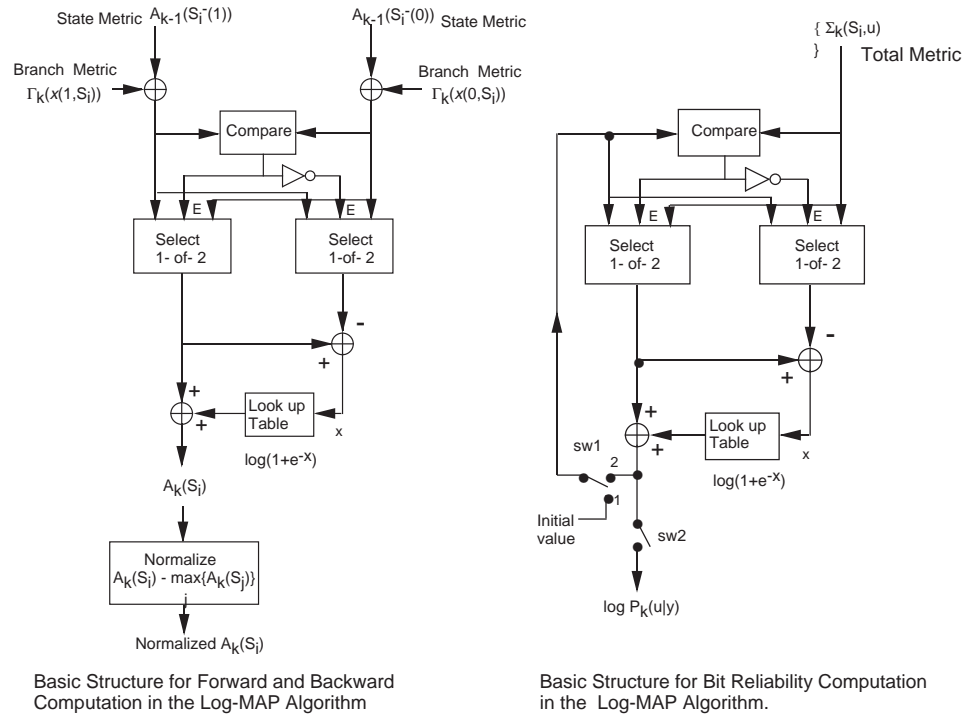 State Metric A_{k-1}(S_i^-(1))
A_{k-1}(S_i^-(0))
Branch Metric
Γ_k(x(1,S_i))
Branch Metric
Γ_k(x(0,S_i))
Compare
E
E
Select
1- of- 2
Select
1-of- 2
-
+
+
+
Look up
Table
x
log(1+e^{-x})
A_k(S_i)
Normalize
A_k(S_i) - max{A_k(S_j)}
j
Normalized A_k(S_i)
Basic Structure for Forward and Backward
Computation in the Log-MAP Algorithm
{ Σ_k(S_i,u)
}
Total Metric
Compare
E
E
Select
1- of- 2
Select
1-of- 2
-
+
+
+
Look up
Table
x
log(1+e^{-x})
sw1
2
1
Initial
value
sw2
log P_k(u|y)
Basic Structure for Bit Reliability Computation
in the Log-MAP Algorithm.